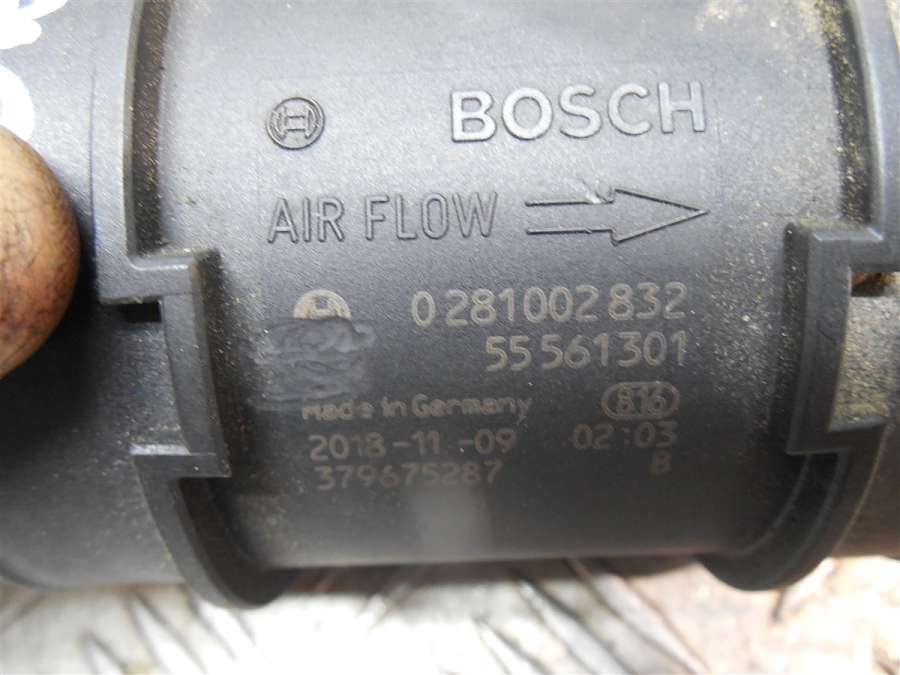 BOSCH
AIR FLOW
0 281 002 832
55 561 301
Made in Germany 816
2018-11-09 02:03
379675287 B